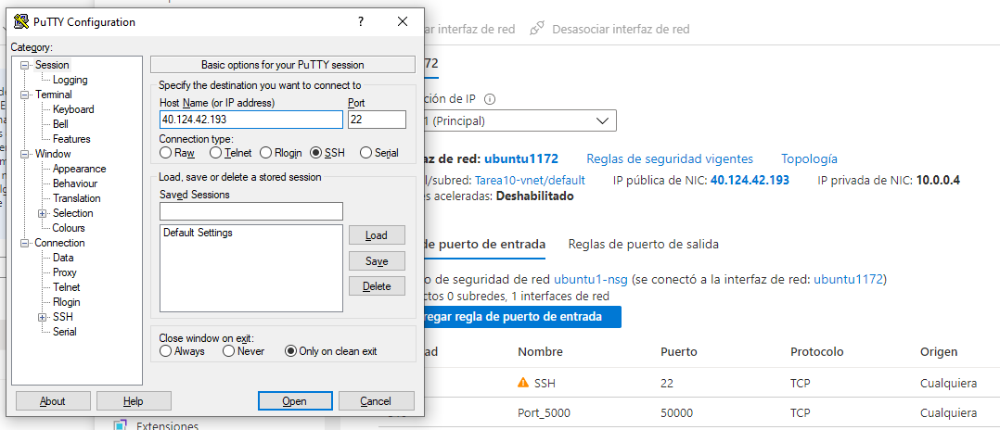 PuTTY Configuration
?
Category:
Session
Logging
Terminal
Keyboard
Bell
Features
Window
Appearance
Behaviour
Translation
Selection
Colours
Connection
Data
Proxy
Telnet
Rlogin
SSH
Serial
Basic options for your PuTTY session
Specify the destination you want to connect to
Host Name (or IP address) Port
40.124.42.193 22
Connection type:
Raw Telnet Rlogin SSH Serial
Load, save or delete a stored session
Saved Sessions
Default Settings
Load
Save
Delete
Close window on exit:
Always Never Only on clean exit
About Help Open Cancel
ar interfaz de red Desasociar interfaz de red
72
ción de IP
1 (Principal)
az de red: ubuntu1172 Reglas de seguridad vigentes Topología
l/subred: Tarea10-vnet/default IP pública de NIC: 40.124.42.193 IP privada de NIC: 10.0.0.4
es aceleradas: Deshabilitado
de puerto de entrada Reglas de puerto de salida
o de seguridad de red ubuntu1-nsg (se conectó a la interfaz de red: ubuntu1172)
ctos 0 subredes, 1 interfaces de red
regar regla de puerto de entrada
ad Nombre Puerto Protocolo Origen
SSH 22 TCP Cualquiera
Port_5000 50000 TCP Cualquiera
Extensiones